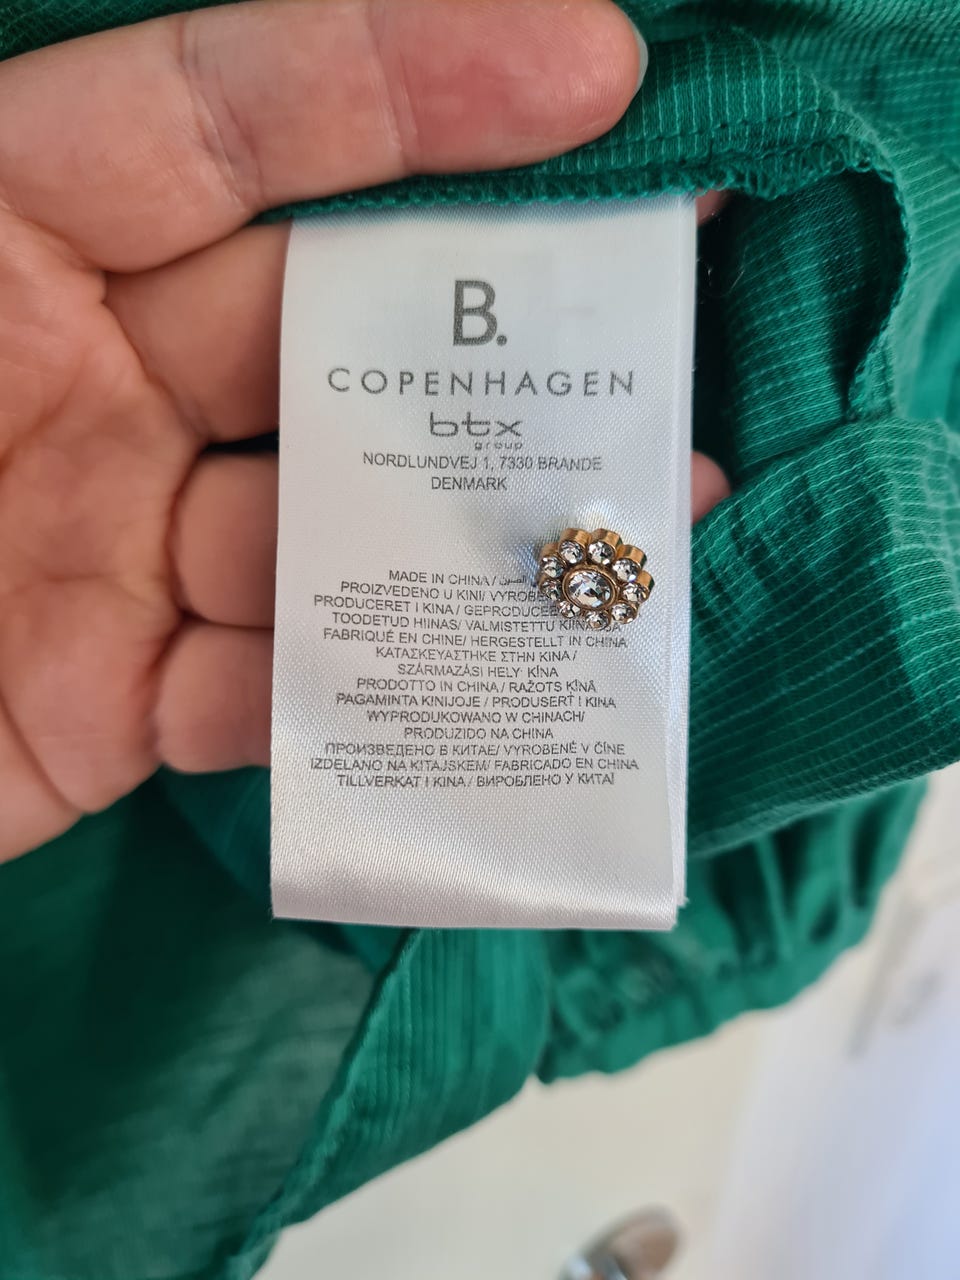 B.
COPENHAGEN
btx
group
NORDLUNDVEJ 1, 7330 BRANDE
DENMARK
MADE IN CHINA /
PROIZVEDENO U KINI/
PRODUCERET I KINA /
TOODETUD HIINAS/ VALMISTETTU
FABRIQUÉ EN CHINE/ HERGESTELLT IN CHINA
ΚΑΤΑΣΚΕΥΑΣΤΗΚΕ ΣΤΗΝ ΚΙΝΑ /
SZÁRMAZÁSI HELY: KÍNA
PRODOTTO IN CHINA / RAŽOTS ĶĪNĀ
PAGAMINTA KINIJOJE / PRODUSERT I KINA
WYPRODUKOWANO W CHINACH/
PRODUZIDO NA CHINA
ПРОИЗВЕДЕНО В КИТАЕ/ VYROBENÉ V ČÍNE
IZDELANO NA KITAJSKEM/ FABRICADO EN CHINA
TILLVERKAT I KINA / ВИРОБЛЕНО У КИТАЇ